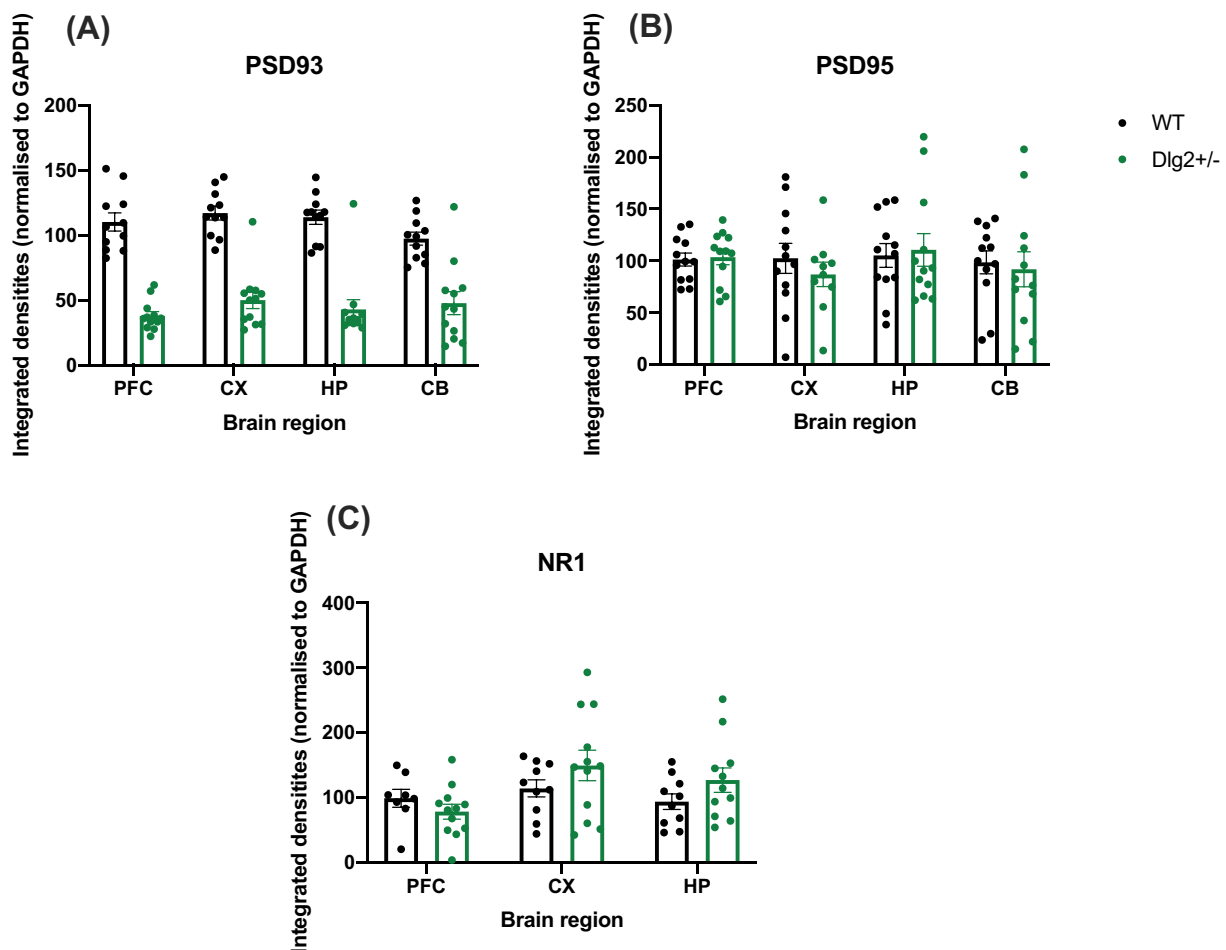 (A)
PSD93
Integrated densitites (normalised to GAPDH)
200
150
100
50
0
PFC CX HP CB
Brain region
(B)
PSD95
Integrated densitites (normalised to GAPDH)
250
200
150
100
50
0
PFC CX HP CB
Brain region
WT
Dlg2+/-
(C)
NR1
Integrated densitites (normalised to GAPDH)
400
300
200
100
0
PFC CX HP
Brain region